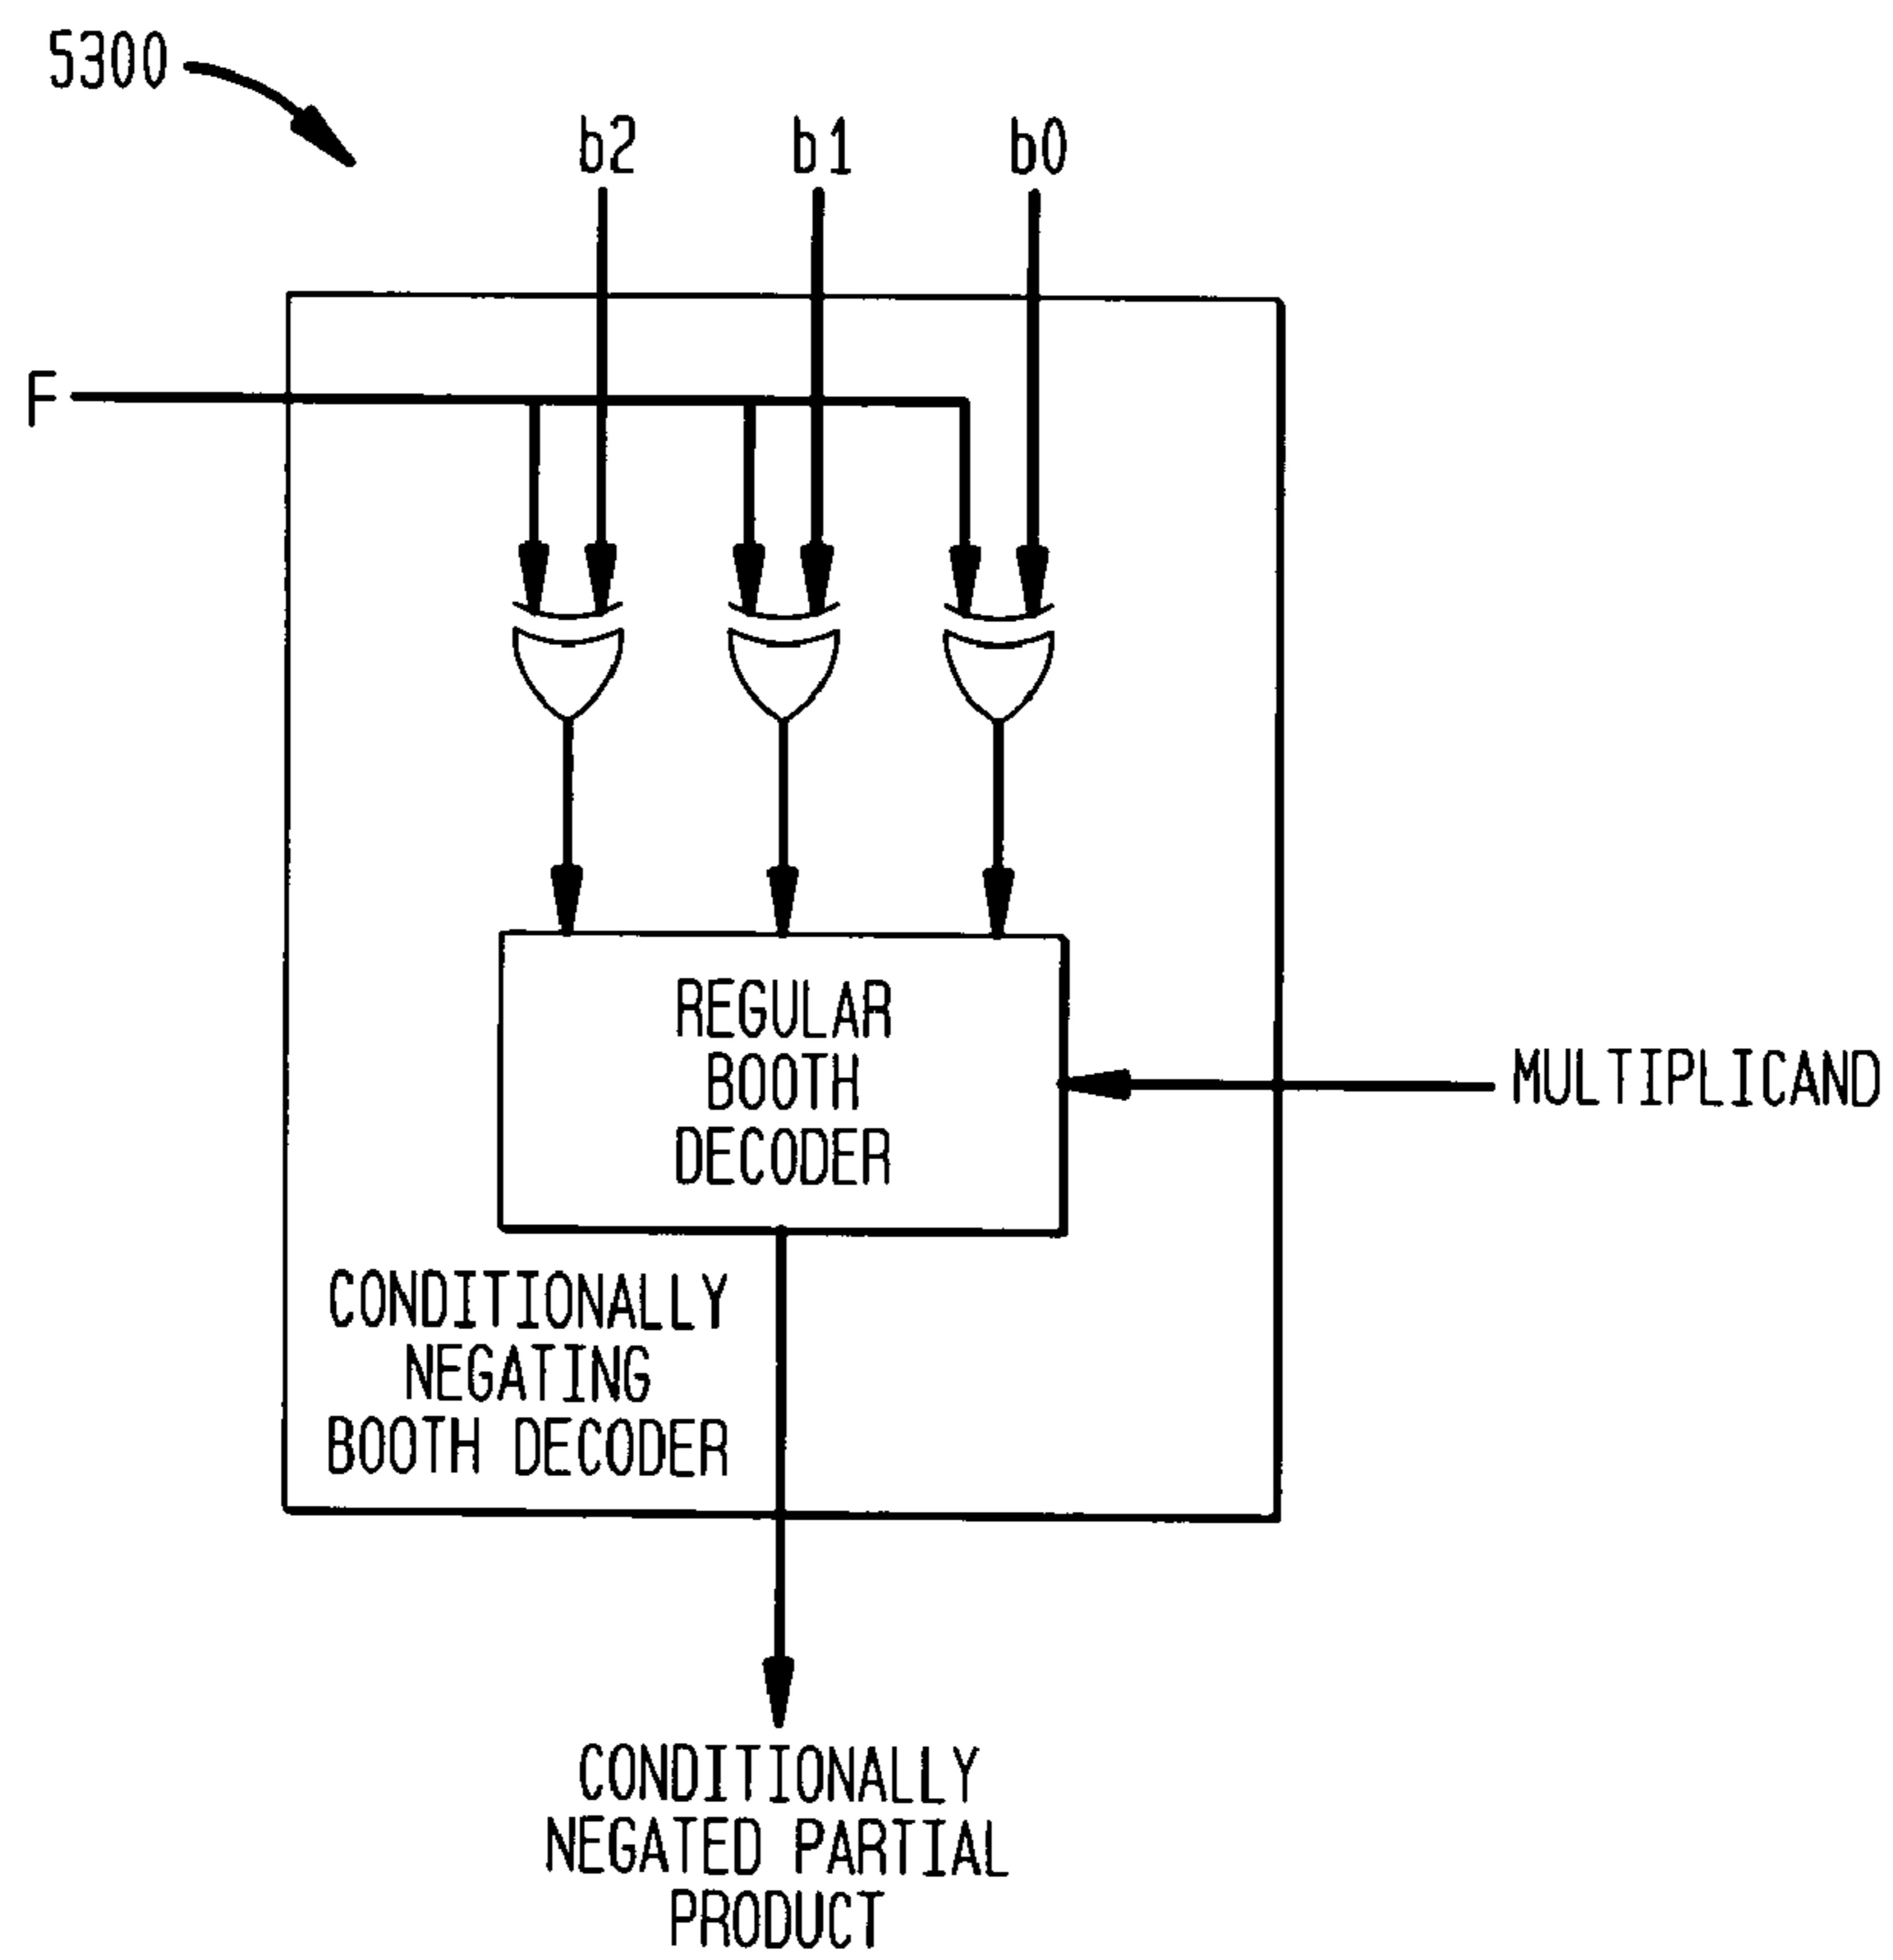 5300
b2 b1 b0
F
REGULAR
BOOTH
DECODER
MULTIPLICAND
CONDITIONALLY
NEGATING
BOOTH DECODER
CONDITIONALLY
NEGATED PARTIAL
PRODUCT